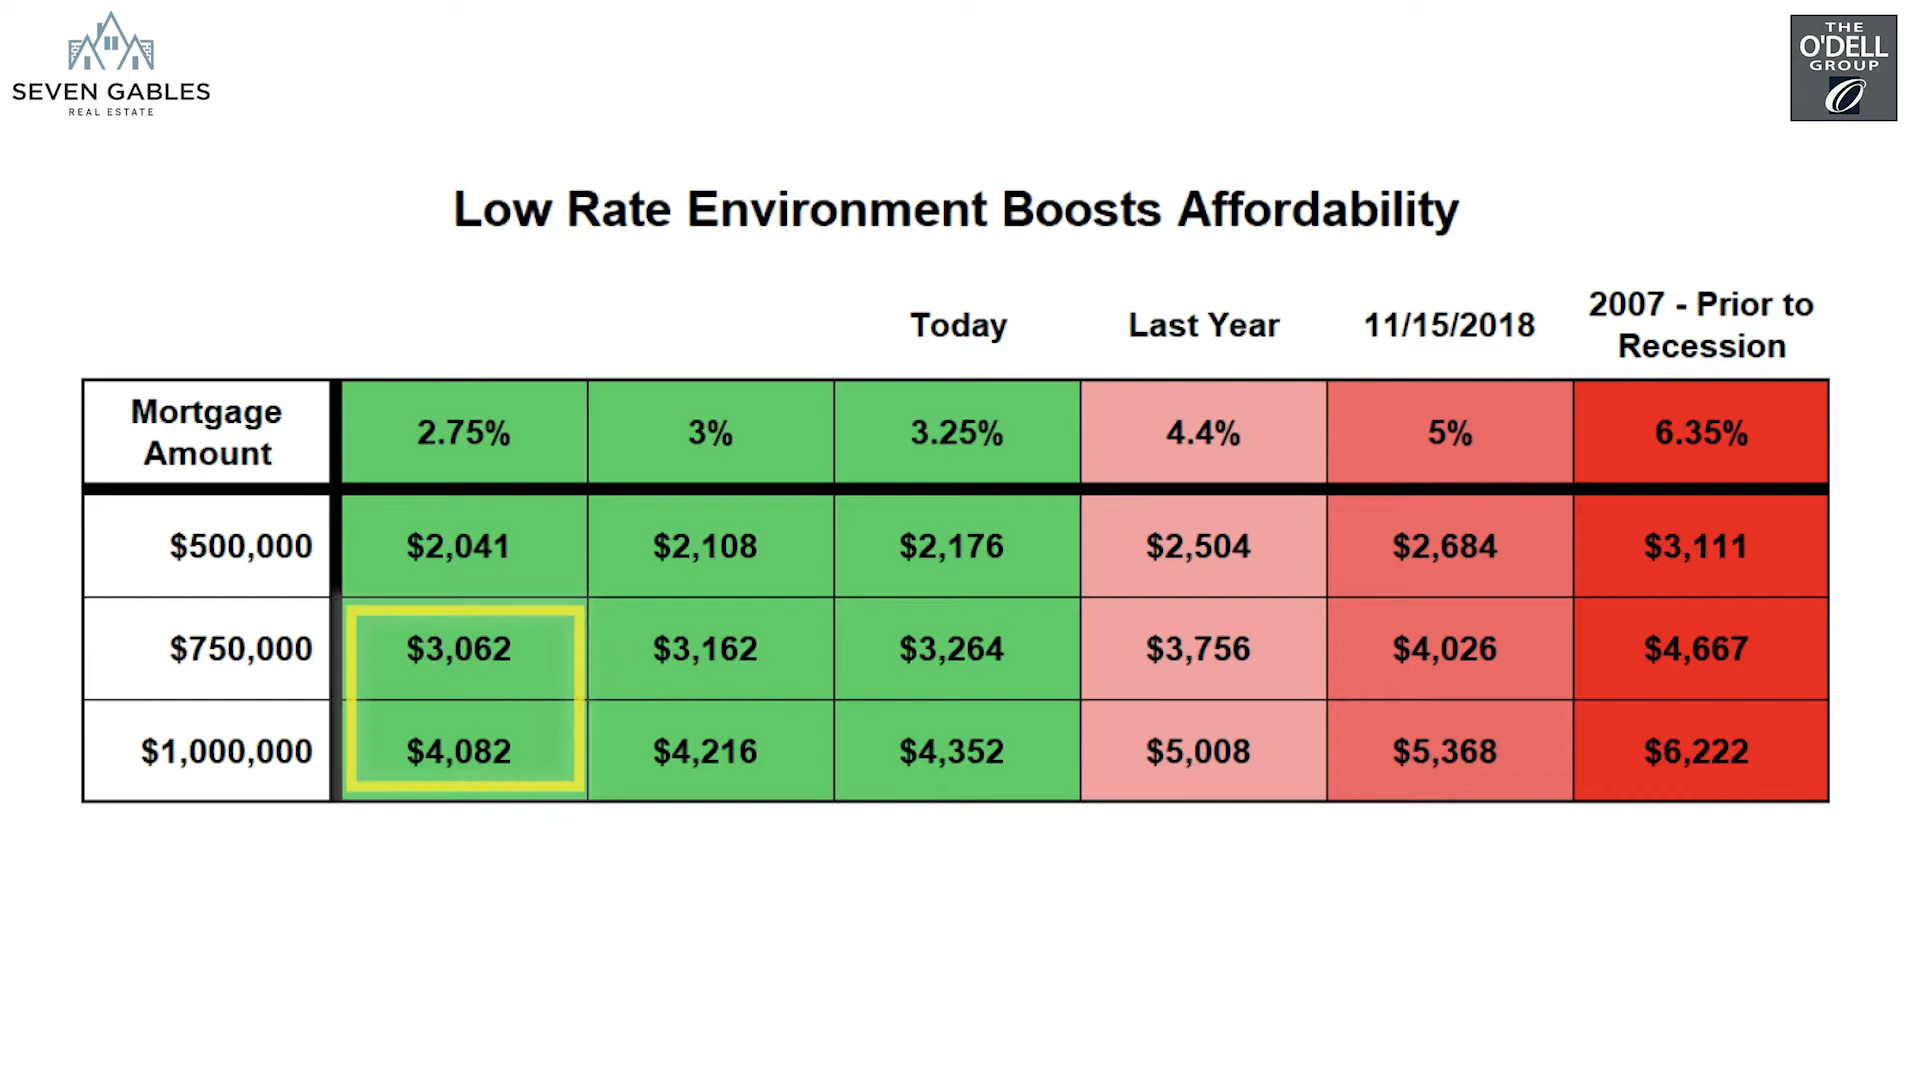 SEVEN GABLES
REAL ESTATE
THE
O'DELL
GROUP
Low Rate Environment Boosts Affordability
Today Last Year 11/15/2018 2007 - Prior to
Recession
Mortgage
Amount 2.75% 3% 3.25% 4.4% 5% 6.35%
$500,000 $2,041 $2,108 $2,176 $2,504 $2,684 $3,111
$750,000 $3,062 $3,162 $3,264 $3,756 $4,026 $4,667
$1,000,000 $4,082 $4,216 $4,352 $5,008 $5,368 $6,222